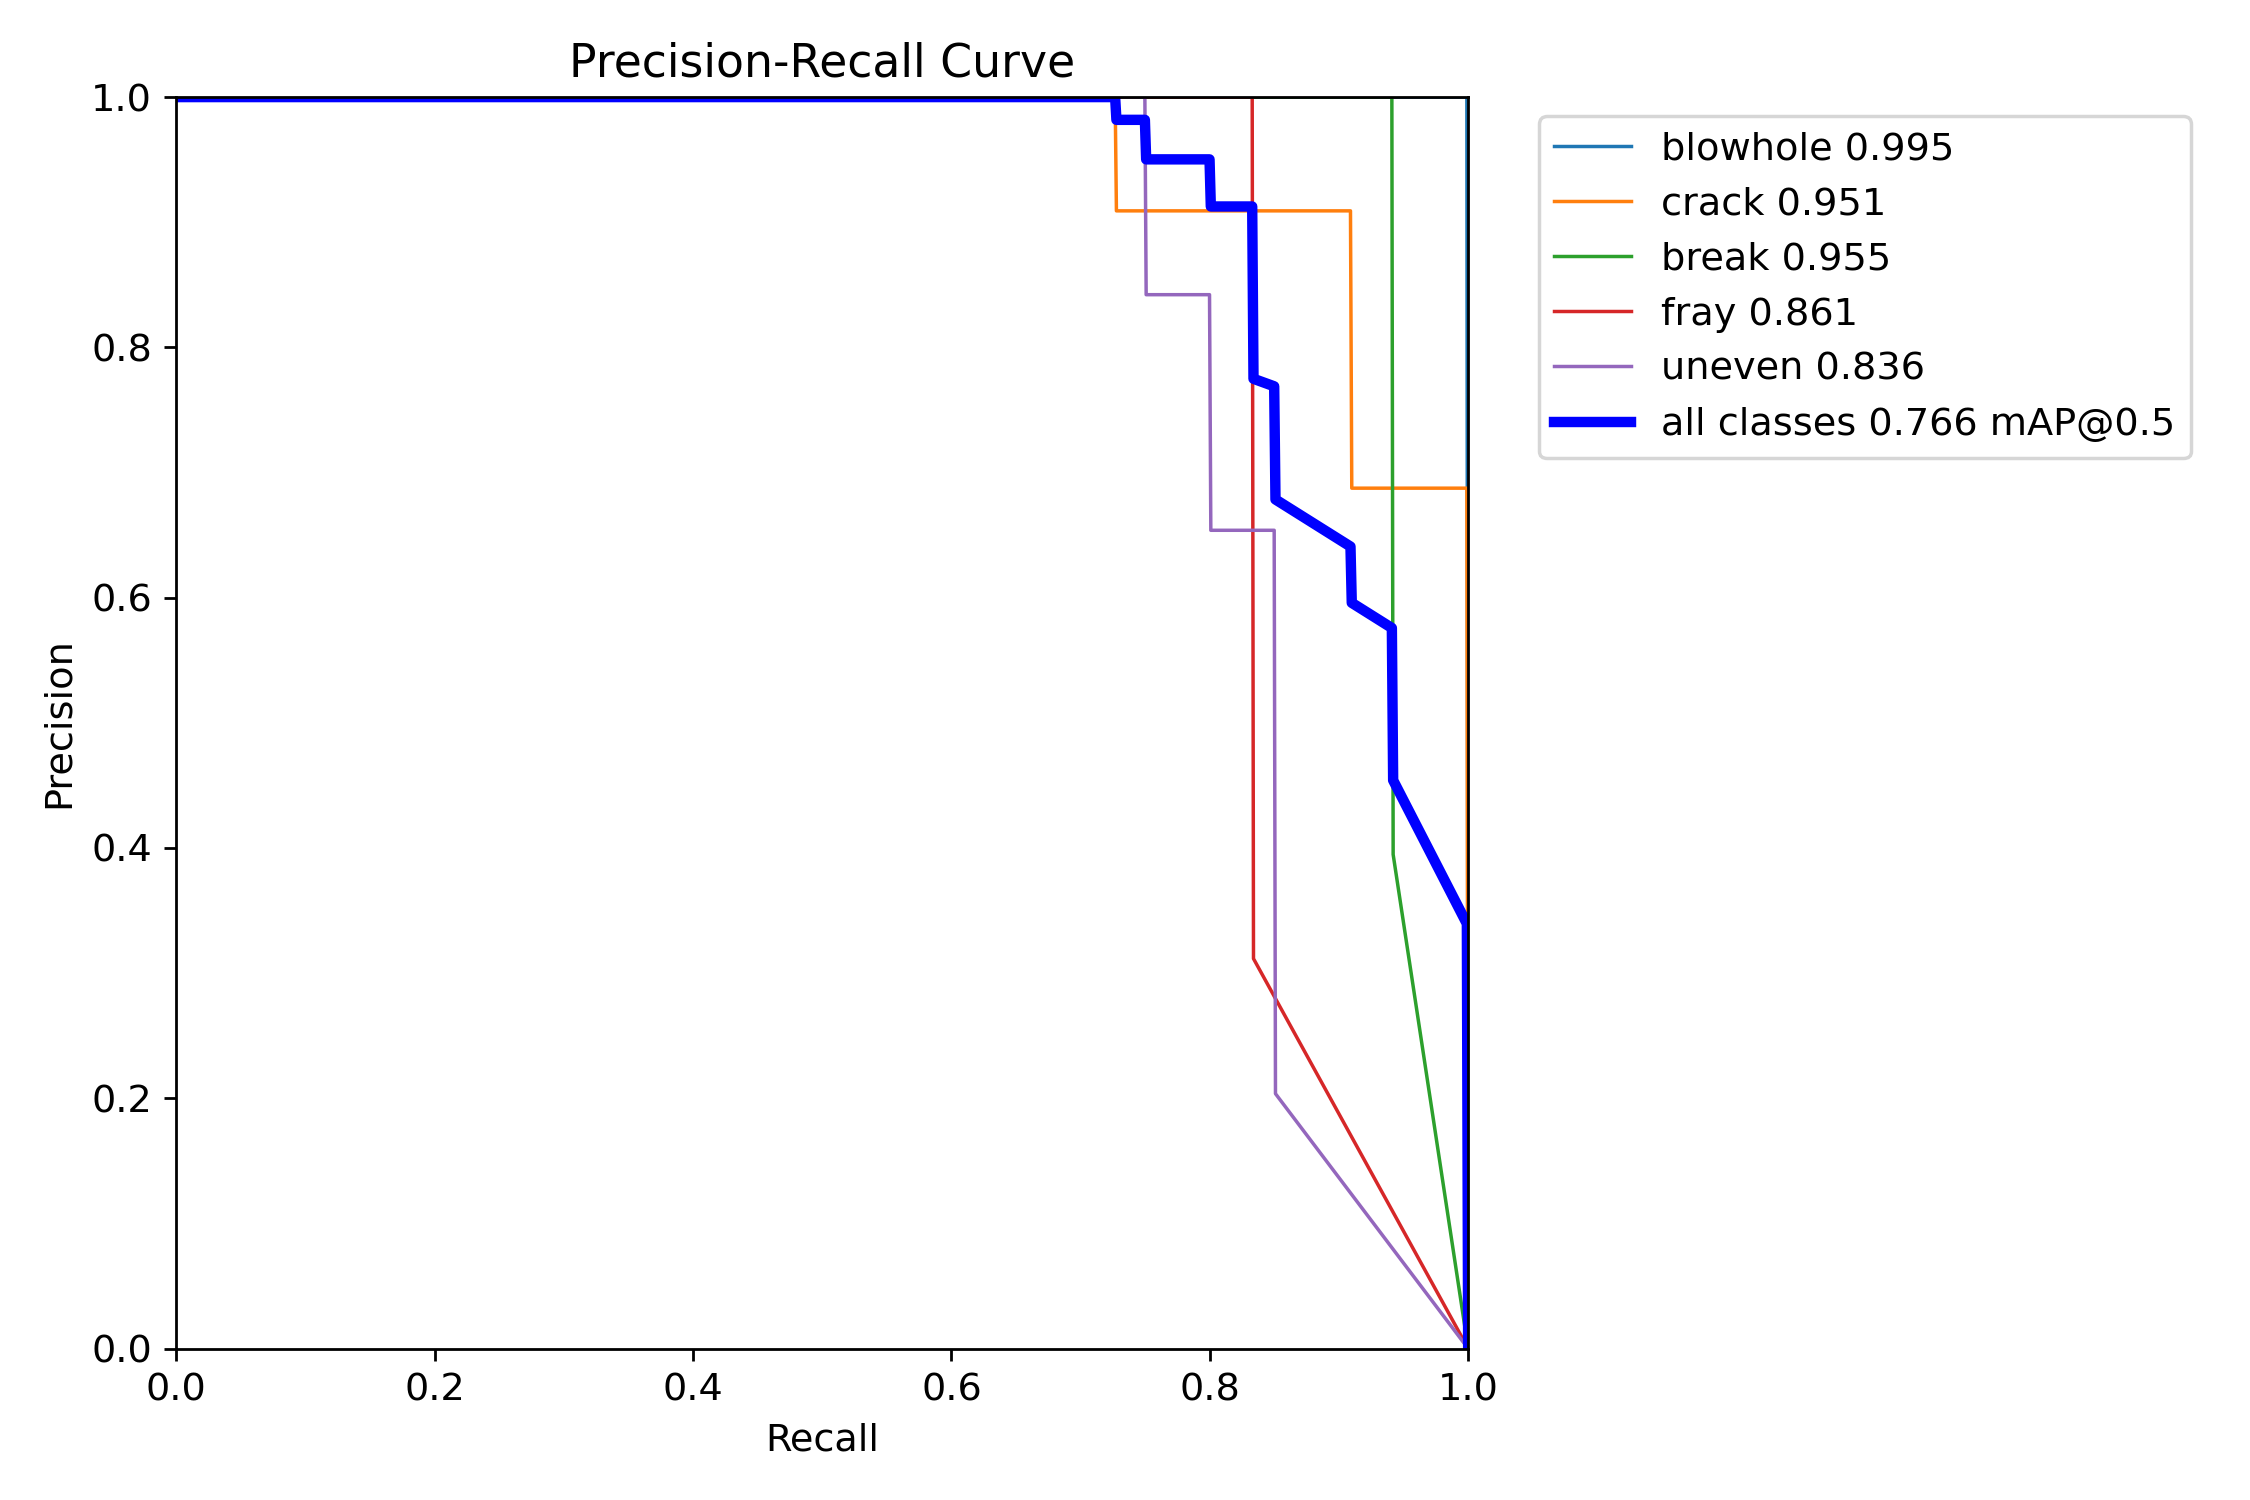 Precision-Recall Curve
1.0
0.8
0.6
0.4
0.2
0.0
Precision
0.0 0.2 0.4 0.6 0.8 1.0
Recall
blowhole 0.995
crack 0.951
break 0.955
fray 0.861
uneven 0.836
all classes 0.766 mAP@0.5